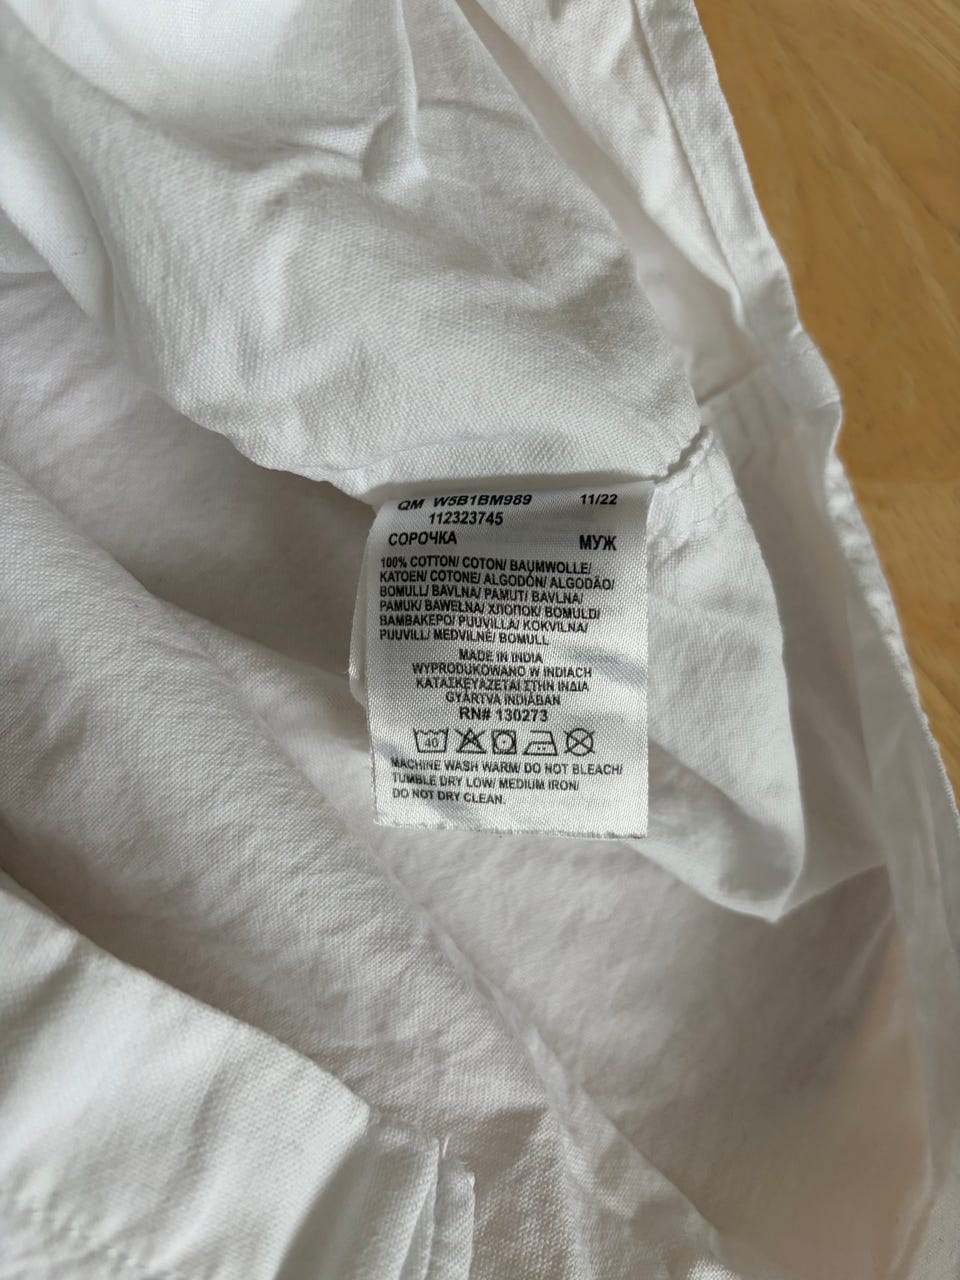 QM W5B1BM989 11/22
112323745
СОРОЧКА МУЖ
100% COTTON/ COTON/ BAUMWOLLE/
KATOEN/ COTONE/ ALGODÓN/ ALGODÃO/
BOMULL/ BAVLNA/ PAMUT/ BAVLNA/
PAMUK/ BAWEŁNA/ ХЛОПОК/ BOMULD/
ΒΑΜΒΑΚΕΡΟ/ PUUVILLA/ KOKVILNA/
PUUVILL/ MEDVILNĖ/ BOMULL
MADE IN INDIA
WYPRODUKOWANO W INDIACH
ΚΑΤΑΣΚΕΥΑΖΕΤΑΙ ΣΤΗΝ ΙΝΔΙΑ
GYÁRTVA INDIÁBAN
RN# 130273
40
MACHINE WASH WARM/ DO NOT BLEACH/
TUMBLE DRY LOW/ MEDIUM IRON/
DO NOT DRY CLEAN.